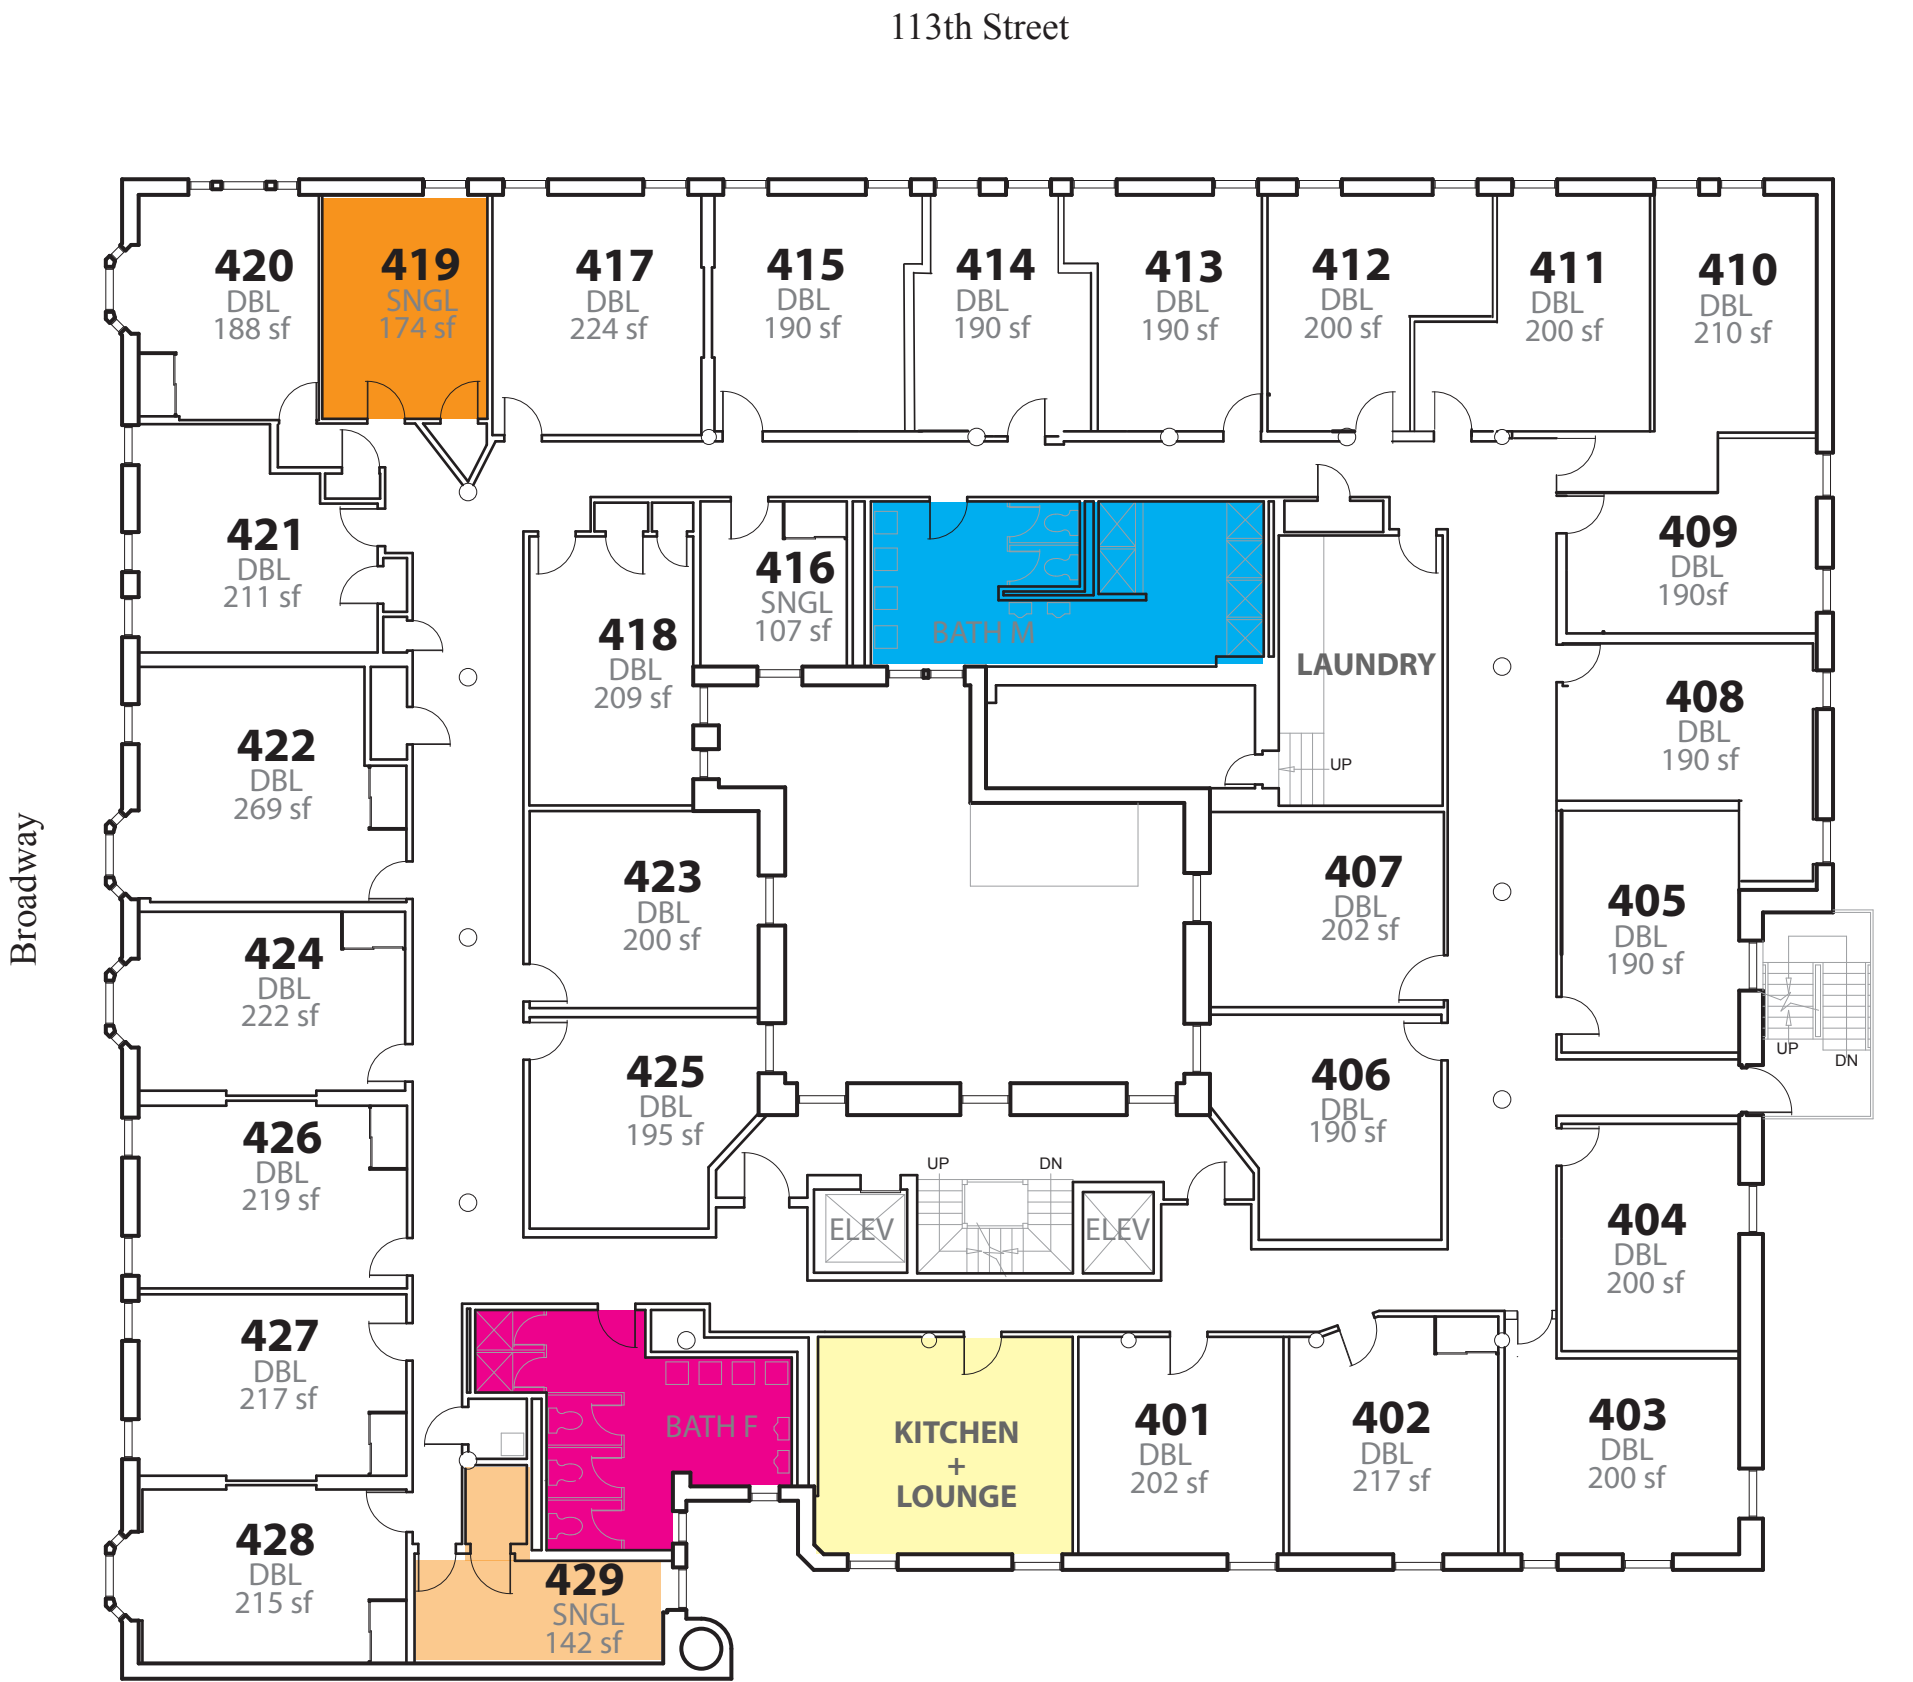 113th Street
420
DBL
188 sf
419
SNGL
174 sf
417
DBL
224 sf
415
DBL
190 sf
414
DBL
190 sf
413
DBL
190 sf
412
DBL
200 sf
411
DBL
200 sf
410
DBL
210 sf
421
DBL
211 sf
418
DBL
209 sf
416
SNGL
107 sf
BATH M
LAUNDRY
UP
409
DBL
190sf
408
DBL
190 sf
Broadway
422
DBL
269 sf
423
DBL
200 sf
407
DBL
202 sf
405
DBL
190 sf
UP
DN
424
DBL
222 sf
425
DBL
195 sf
406
DBL
190 sf
426
DBL
219 sf
UP
DN
ELEV
ELEV
404
DBL
200 sf
427
DBL
217 sf
BATH F
KITCHEN
+
LOUNGE
401
DBL
202 sf
402
DBL
217 sf
403
DBL
200 sf
428
DBL
215 sf
429
SNGL
142 sf